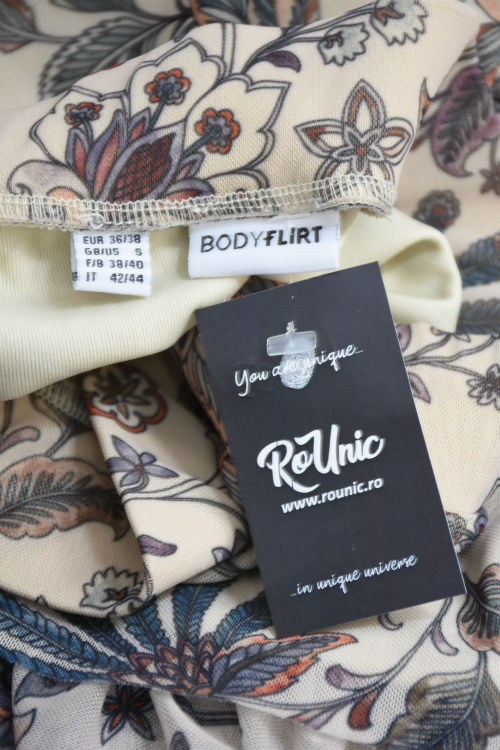 EUR 36/38
GB/US S
F/B 38/40
IT 42/44
BODYFLIRT
You are unique...
RoUnic
www.rounic.ro
...in unique universe